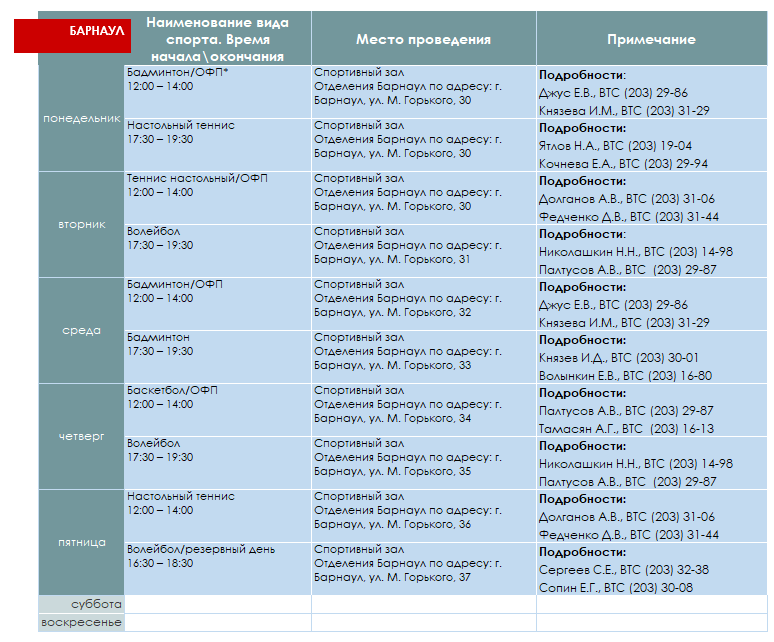 БАРНАУЛ
Наименование вида
спорта. Время
начала\окончания
Место проведения
Примечание
понедельник
Бадминтон/ОФП*
12:00 – 14:00
Спортивный зал
Отделения Барнаул по адресу: г.
Барнаул, ул. М. Горького, 30
Подробности:
Джус Е.В., ВТС (203) 29-86
Князева И.М., ВТС (203) 31-29
Настольный теннис
17:30 – 19:30
Спортивный зал
Отделения Барнаул по адресу: г.
Барнаул, ул. М. Горького, 30
Подробности:
Ятлов Н.А., ВТС (203) 19-04
Кочнева Е.А., ВТС (203) 29-94
вторник
Теннис настольный/ОФП
12:00 – 14:00
Спортивный зал
Отделения Барнаул по адресу: г.
Барнаул, ул. М. Горького, 30
Подробности:
Долганов А.В., ВТС (203) 31-06
Федченко Д.В., ВТС (203) 31-44
Волейбол
17:30 – 19:30
Спортивный зал
Отделения Барнаул по адресу: г.
Барнаул, ул. М. Горького, 31
Подробности:
Николашкин Н.Н., ВТС (203) 14-98
Палтусов А.В., ВТС (203) 29-87
среда
Бадминтон/ОФП
12:00 – 14:00
Спортивный зал
Отделения Барнаул по адресу: г.
Барнаул, ул. М. Горького, 32
Подробности:
Джус Е.В., ВТС (203) 29-86
Князева И.М., ВТС (203) 31-29
Бадминтон
17:30 – 19:30
Спортивный зал
Отделения Барнаул по адресу: г.
Барнаул, ул. М. Горького, 33
Подробности:
Князев И.Д., ВТС (203) 30-01
Волынкин Е.В., ВТС (203) 16-80
четверг
Баскетбол/ОФП
12:00 – 14:00
Спортивный зал
Отделения Барнаул по адресу: г.
Барнаул, ул. М. Горького, 34
Подробности:
Палтусов А.В., ВТС (203) 29-87
Тамасян А.Г., ВТС (203) 16-13
Волейбол
17:30 – 19:30
Спортивный зал
Отделения Барнаул по адресу: г.
Барнаул, ул. М. Горького, 35
Подробности:
Николашкин Н.Н., ВТС (203) 14-98
Палтусов А.В., ВТС (203) 29-87
пятница
Настольный теннис
12:00 – 14:00
Спортивный зал
Отделения Барнаул по адресу: г.
Барнаул, ул. М. Горького, 36
Подробности:
Долганов А.В., ВТС (203) 31-06
Федченко Д.В., ВТС (203) 31-44
Волейбол/резервный день
16:30 – 18:30
Спортивный зал
Отделения Барнаул по адресу: г.
Барнаул, ул. М. Горького, 37
Подробности:
Сергеев С.Е., ВТС (203) 32-38
Сопин Е.Г., ВТС (203) 30-08
суббота
воскресенье